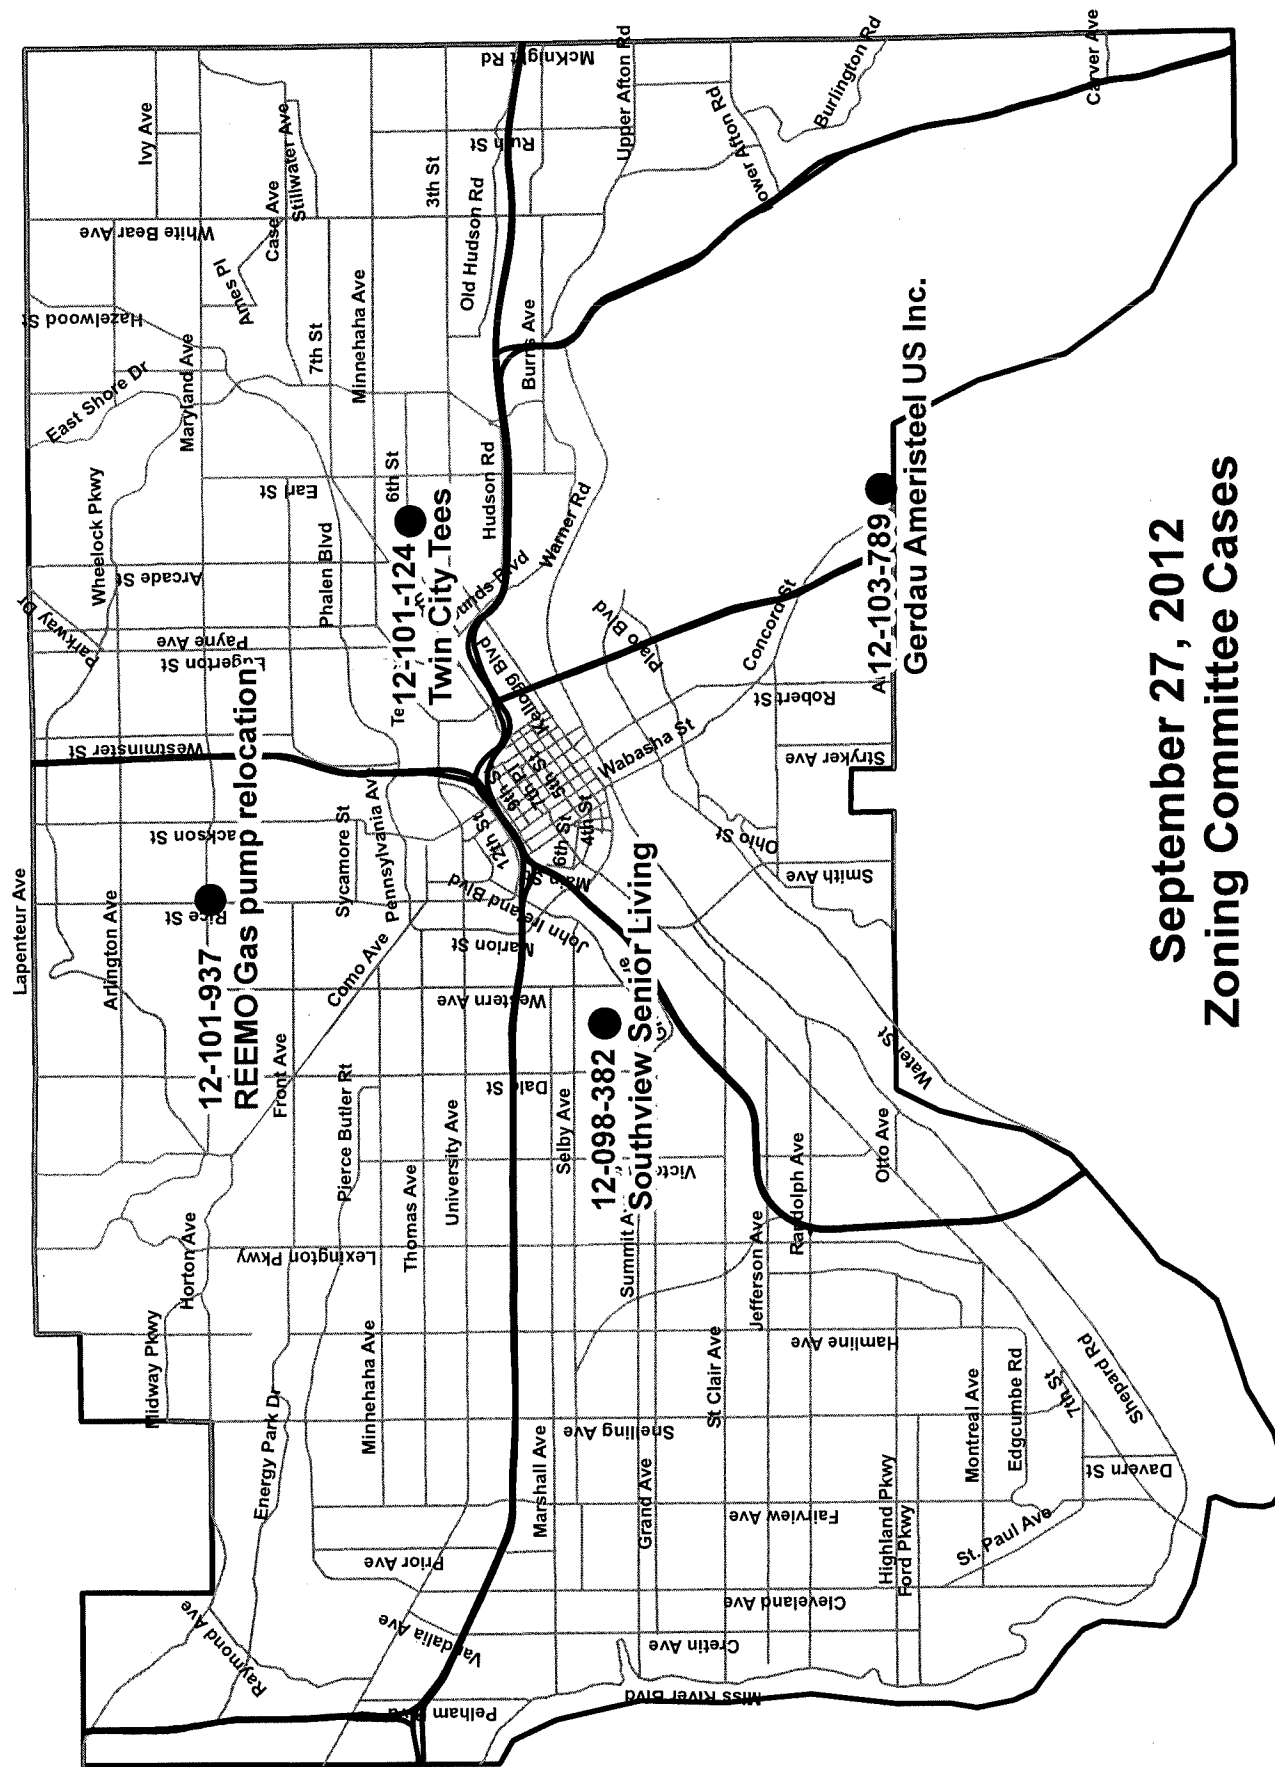 September 27, 2012
Zoning Committee Cases
12-101-937
REEMO Gas pump relocation
12-101-124
Twin City Tees
12-098-382
Southview Senior Living
12-103-789
Gerdau Ameristeel US Inc.
Lapenteur Ave
Arlington Ave
Wheelock Pkwy
Parkway Dr
East Shore Dr
Hazelwood St
Ivy Ave
Maryland Ave
White Bear Ave
Ames Pl
Case Ave
Stillwater Ave
7th St
Minnehaha Ave
3th St
Ruth St
McKnight Rd
Old Hudson Rd
Burns Ave
Upper Afton Rd
Burlington Rd
Carver Ave
Earl St
6th St
Hudson Rd
Warner Rd
Arcade St
Phalen Blvd
Payne Ave
Westminster St
Kellogg Blvd
Plato Blvd
Concord St
Robert St
Wabasha St
Stryker Ave
Ohio St
Smith Ave
Sycamore St
Pennsylvania Ave
12th St
9th St
7th Pl
5th St
6th St
4th St
Main St
John Ireland Blvd
Rice St
Marion St
Como Ave
Western Ave
Front Ave
Dale St
Pierce Butler Rt
Thomas Ave
University Ave
Selby Ave
Summit
Water St
Otto Ave
Randolph Ave
Jefferson Ave
Horton Ave
Lexington Pkwy
Midway Pkwy
Energy Park Dr
Minnehaha Ave
Hamline Ave
St Clair Ave
Snelling Ave
Marshall Ave
Grand Ave
Fairview Ave
Prior Ave
Raymond Ave
Vandalia Ave
Cleveland Ave
Cretin Ave
Pelham Blvd
Miss River Blvd
Highland Pkwy
Ford Pkwy
St. Paul Ave
Montreal Ave
Edgcumbe Rd
7th St
Shepard Rd
Davern St